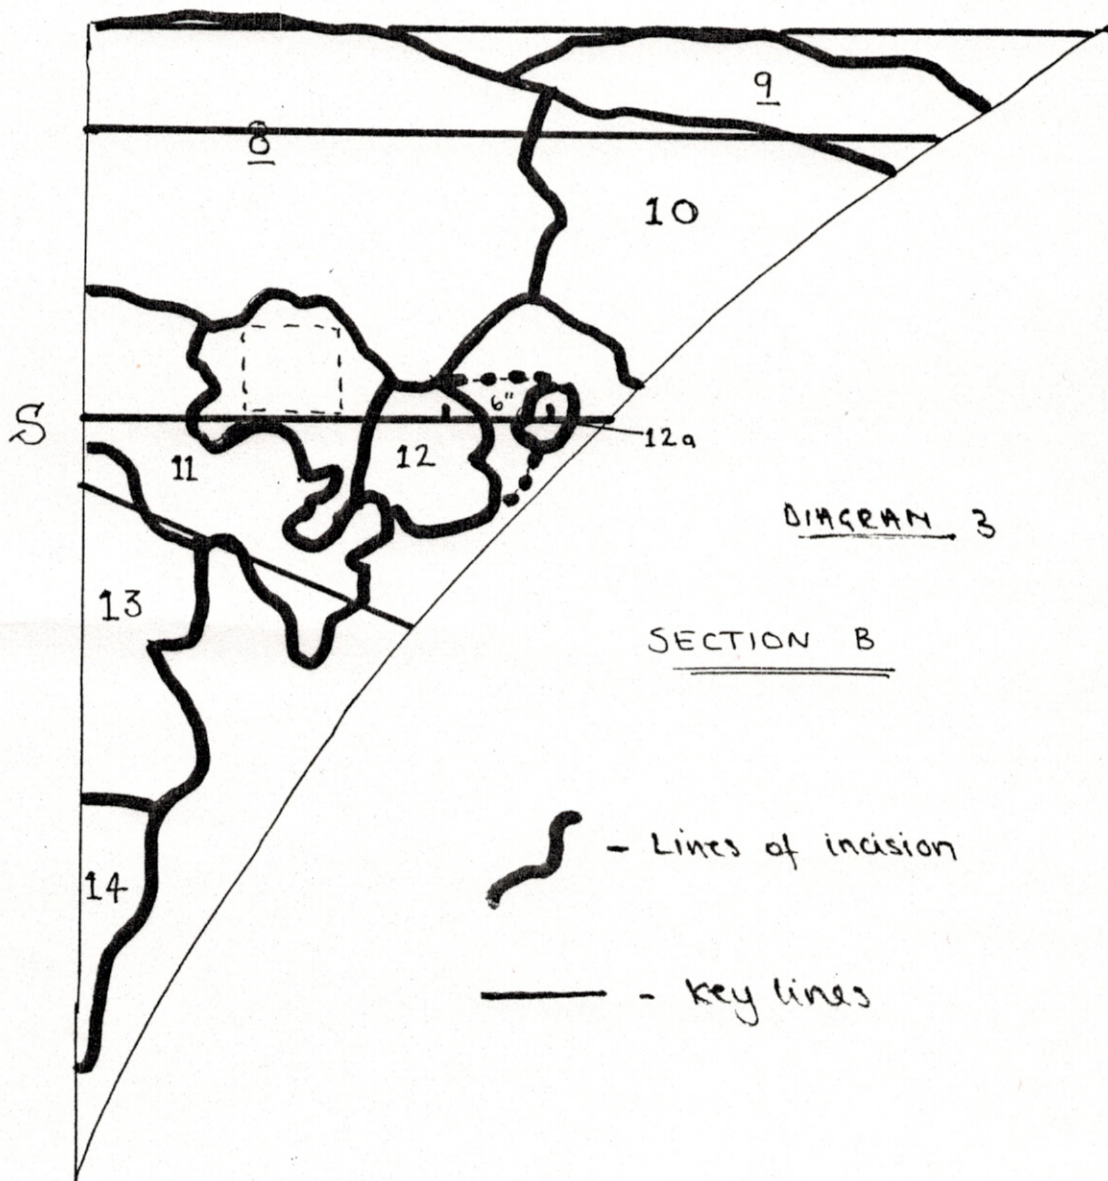 9
8
10
S
6"
12a
11
12
DIAGRAM 3
13
SECTION B
14
- Lines of incision
- Key lines